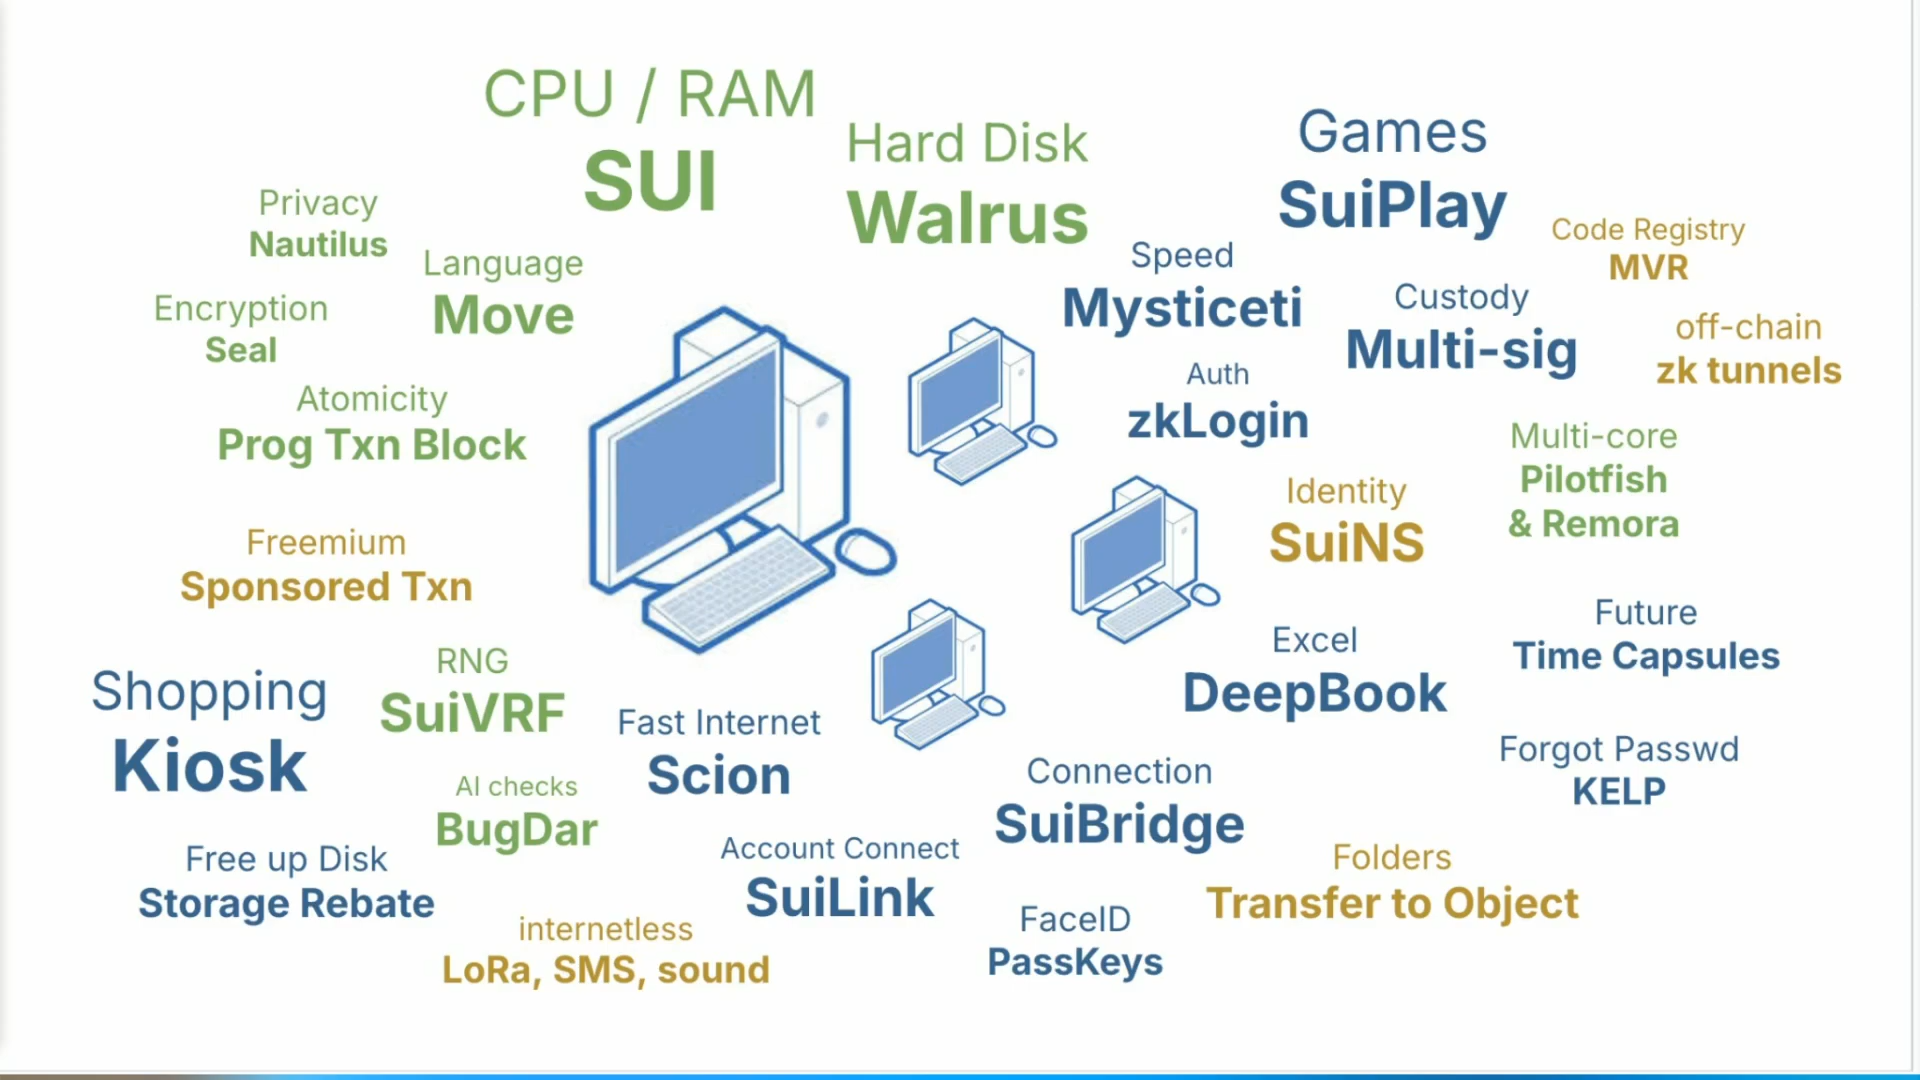 CPU / RAM
SUI
Hard Disk
Walrus
Games
SuiPlay
Privacy
Nautilus
Language
Move
Speed
Mysticeti
Code Registry
MVR
Encryption
Seal
Custody
Multi-sig
off-chain
zk tunnels
Atomicity
Prog Txn Block
Auth
zkLogin
Multi-core
Pilotfish
& Remora
Identity
SuiNS
Freemium
Sponsored Txn
Future
Time Capsules
Excel
DeepBook
Shopping
Kiosk
RNG
SuiVRF
Fast Internet
Scion
Forgot Passwd
KELP
AI checks
BugDar
Connection
SuiBridge
Free up Disk
Storage Rebate
Account Connect
SuiLink
Folders
Transfer to Object
internetless
LoRa, SMS, sound
FaceID
PassKeys